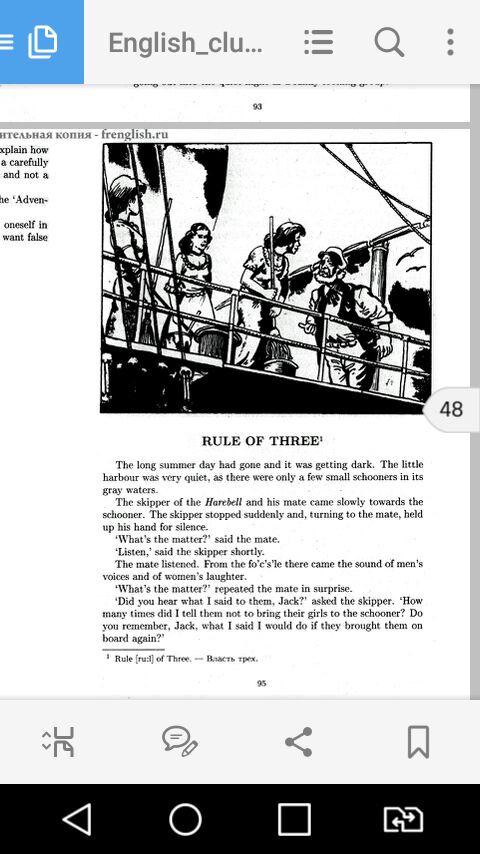 English_clu...
93
ительная копия - frenglish.ru
xplain how
a carefully
and not a
he ‘Adven-
oneself in
want false
48
RULE OF THREE¹
The long summer day had gone and it was getting dark. The little
harbour was very quiet, as there were only a few small schooners in its
gray waters.
The skipper of the Harebell and his mate came slowly towards the
schooner. The skipper stopped suddenly and, turning to the mate, held
up his hand for silence.
‘What’s the matter?’ said the mate.
‘Listen,’ said the skipper shortly.
The mate listened. From the fo’c’s’le there came the sound of men’s
voices and of women’s laughter.
‘What’s the matter?’ repeated the mate in surprise.
‘Did you hear what I said to them, Jack?’ asked the skipper. ‘How
many times did I tell them not to bring their girls to the schooner? Do
you remember, Jack, what I said I would do if they brought them on
board again?’
¹ Rule [ru:l] of Three. — Власть трех.
95